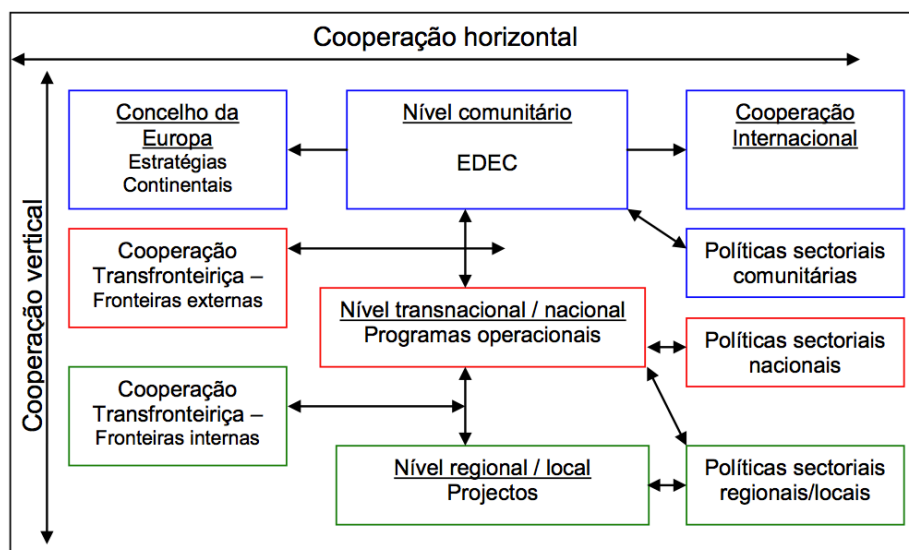 Cooperação horizontal
Cooperação vertical
Concelho da
Europa
Estratégias
Continentais
Nível comunitário
EDEC
Cooperação
Internacional
Cooperação
Transfronteiriça –
Fronteiras externas
Políticas sectoriais
comunitárias
Nível transnacional / nacional
Programas operacionais
Políticas sectoriais
nacionais
Cooperação
Transfronteiriça –
Fronteiras internas
Nível regional / local
Projectos
Políticas sectoriais
regionais/locais